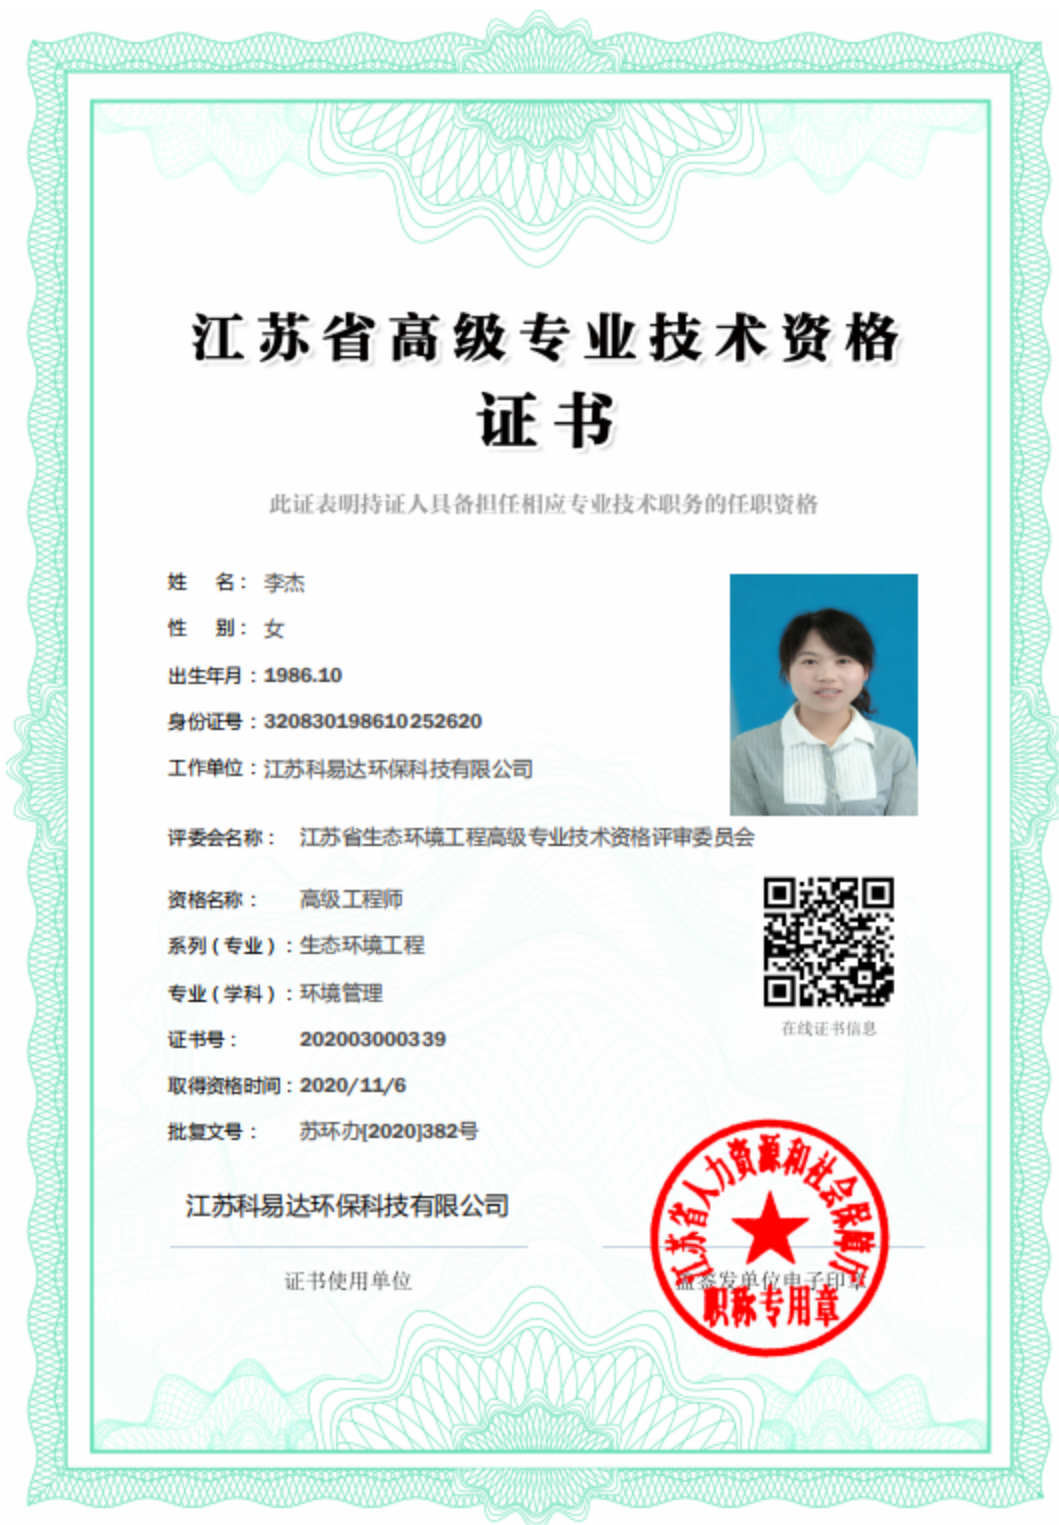 江苏省高级专业技术资格
证书
此证表明持证人具备担任相应专业技术职务的任职资格
姓 名： 李杰
性 别： 女
出生年月：1986.10
身份证号：320830198610252620
工作单位：江苏科易达环保科技有限公司
评委会名称： 江苏省生态环境工程高级专业技术资格评审委员会
资格名称： 高级工程师
系列(专业)：生态环境工程
专业(学科)：环境管理
在线证书信息
证书号： 202003000339
取得资格时间：2020/11/6
批复文号： 苏环办[2020]382号
江苏科易达环保科技有限公司
证书使用单位
江苏省人力资源和社会保障厅
监鉴发单位电子印章
职称专用章